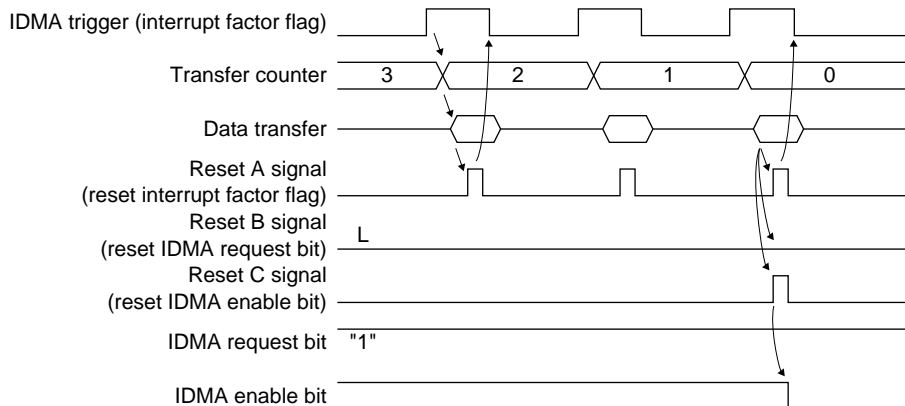 IDMA trigger (interrupt factor flag)
Transfer counter 3 2 1 0
Data transfer
Reset A signal
(reset interrupt factor flag)
Reset B signal
(reset IDMA request bit) L
Reset C signal
(reset IDMA enable bit)
IDMA request bit "1"
IDMA enable bit